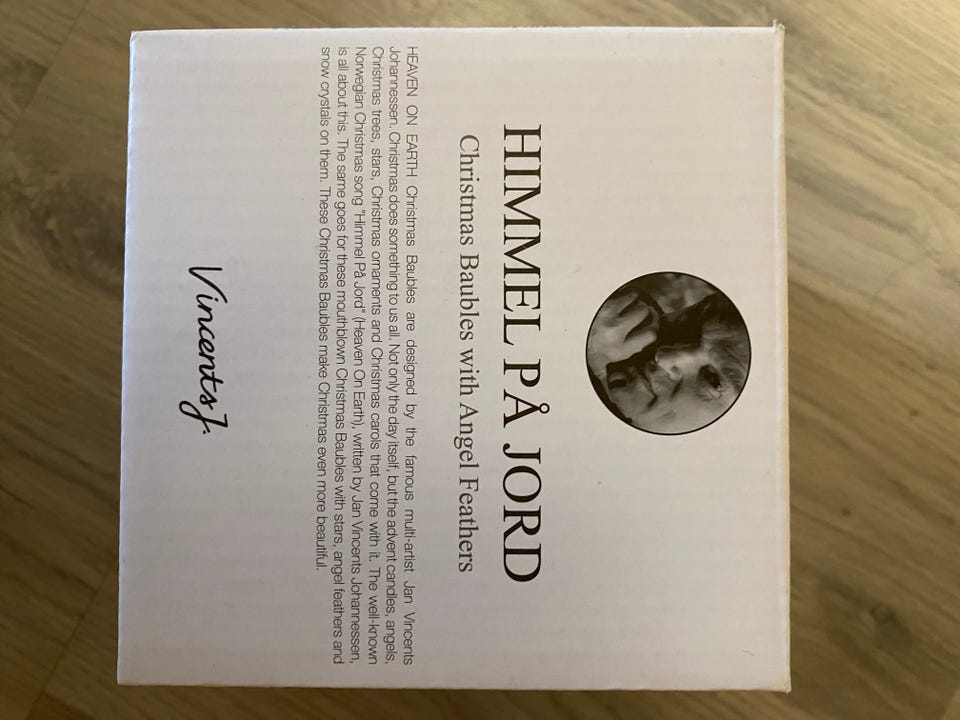 HIMMEL PÅ JORD
Christmas Baubles with Angel Feathers
HEAVEN ON EARTH Christmas Baubles are designed by the famous multi-artist Jan Vincents
Johannessen. Christmas does something to us all. Not only the day itself, but the advent candles, angels,
Christmas trees, stars, Christmas ornaments and Christmas carols that come with it. The well-known
Norwegian Christmas song "Himmel På Jord" (Heaven On Earth), written by Jan Vincents Johannessen,
is all about this. The same goes for these mouthblown Christmas Baubles with stars, angel feathers and
snow crystals on them. These Christmas Baubles make Christmas even more beautiful.
Vincents J.